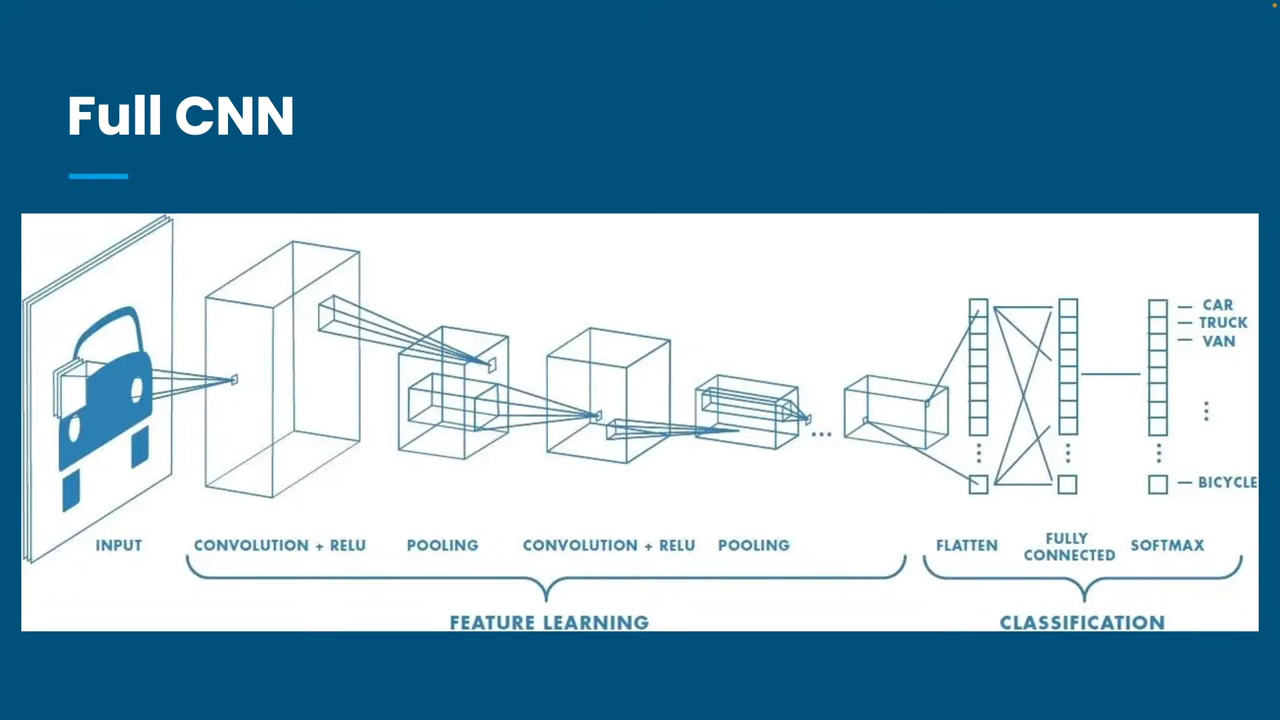 Full CNN
CAR
TRUCK
VAN
BICYCLE
INPUT
CONVOLUTION + RELU
POOLING
CONVOLUTION + RELU
POOLING
FLATTEN
FULLY
CONNECTED
SOFTMAX
FEATURE LEARNING
CLASSIFICATION